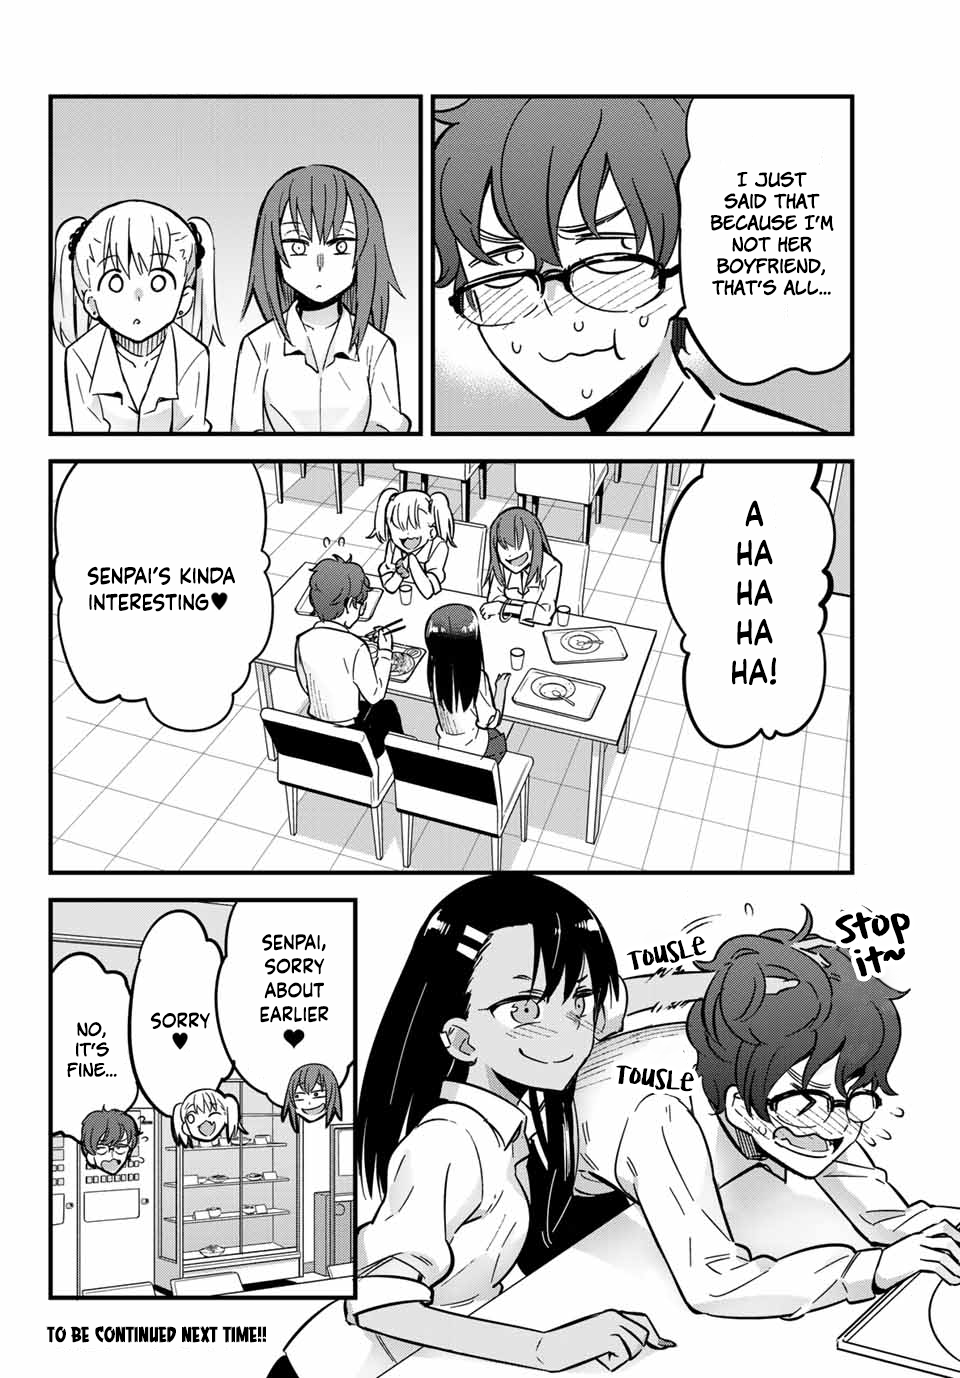 I JUST
SAID THAT
BECAUSE I'M
NOT HER
BOYFRIEND,
THAT'S ALL...
A
HA
HA
HA
HA!
SENPAI'S KINDA
INTERESTING♥
SENPAI,
SORRY
ABOUT
EARLIER
♥
SORRY
♥
NO,
IT'S
FINE...
TOUSLE
STOP
it~
TOUSLE
TO BE CONTINUED NEXT TIME!!